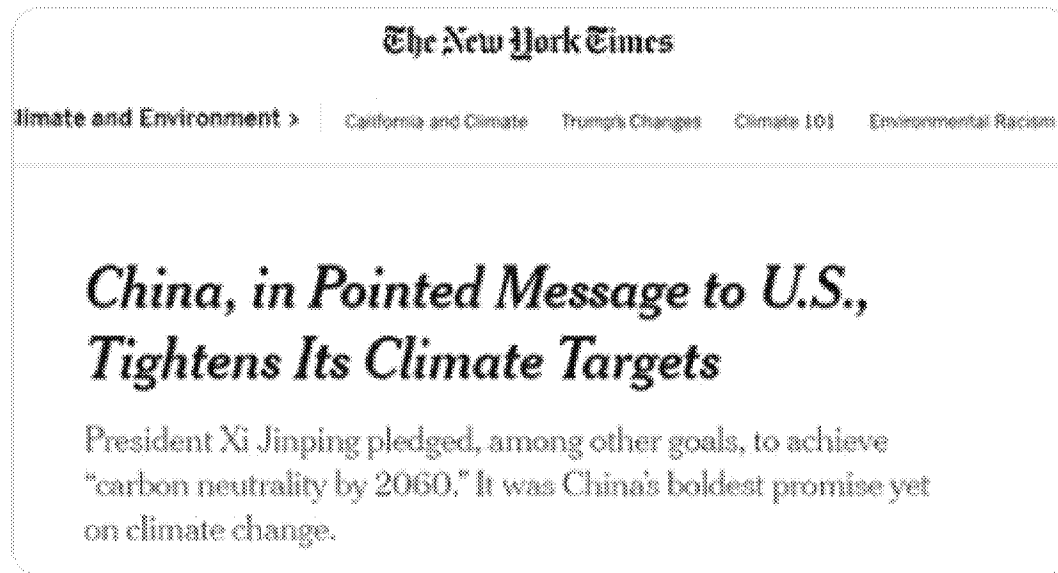 The New York Times
limate and Environment > California and Climate Trump's Changes Climate 101 Environmental Racism
China, in Pointed Message to U.S.,
Tightens Its Climate Targets
President Xi Jinping pledged, among other goals, to achieve
“carbon neutrality by 2060.” It was China’s boldest promise yet
on climate change.